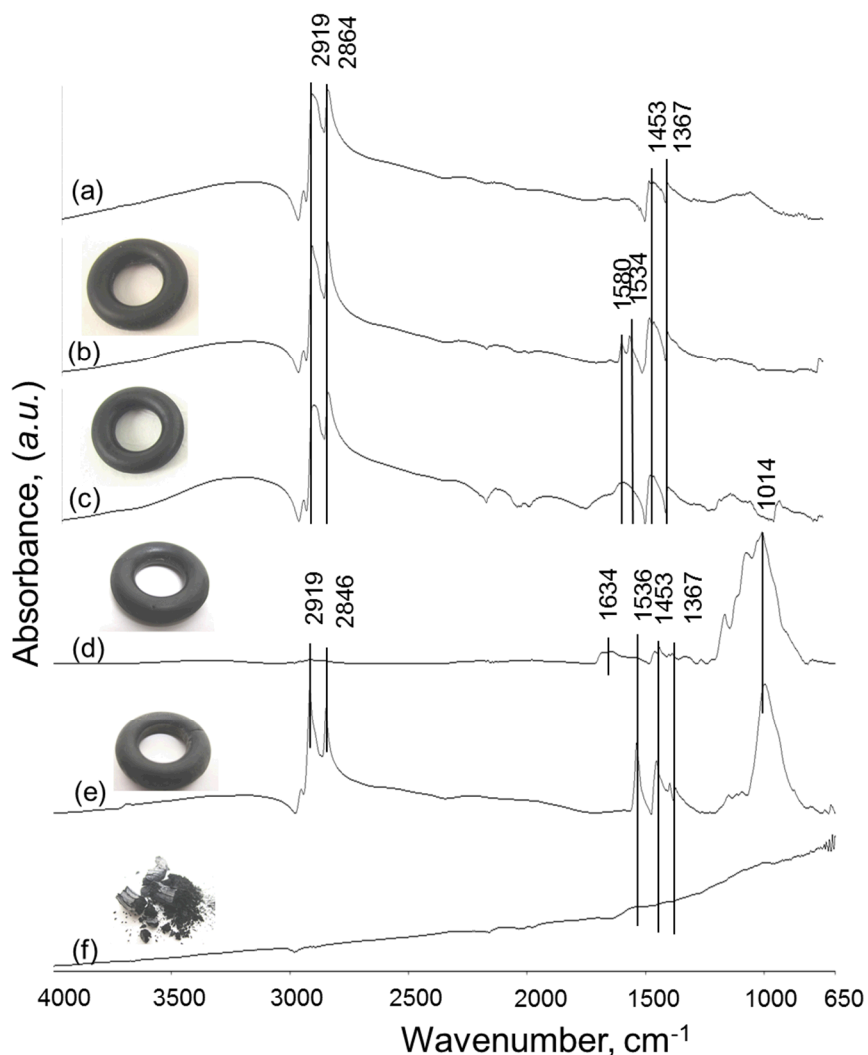 2919
2864
1453
1367
(a)
1580
1534
(b)
(c)
1014
2919
2846
1634
1536
1453
1367
(d)
(e)
(f)
Absorbance, (a.u.)
4000 3500 3000 2500 2000 1500 1000 650
Wavenumber, cm-1